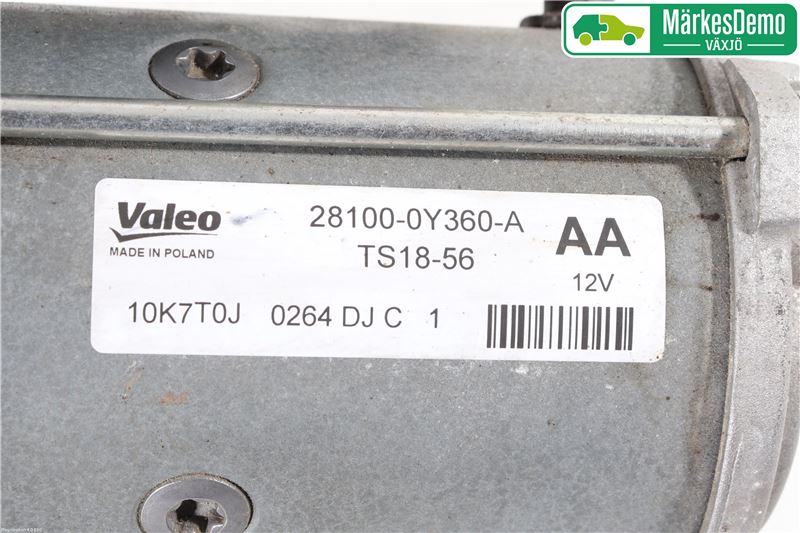 MärkesDemo
VÄXJÖ
Valeo
MADE IN POLAND
28100-0Y360-A
TS18-56
AA
12V
10K7T0J 0264 DJ C 1